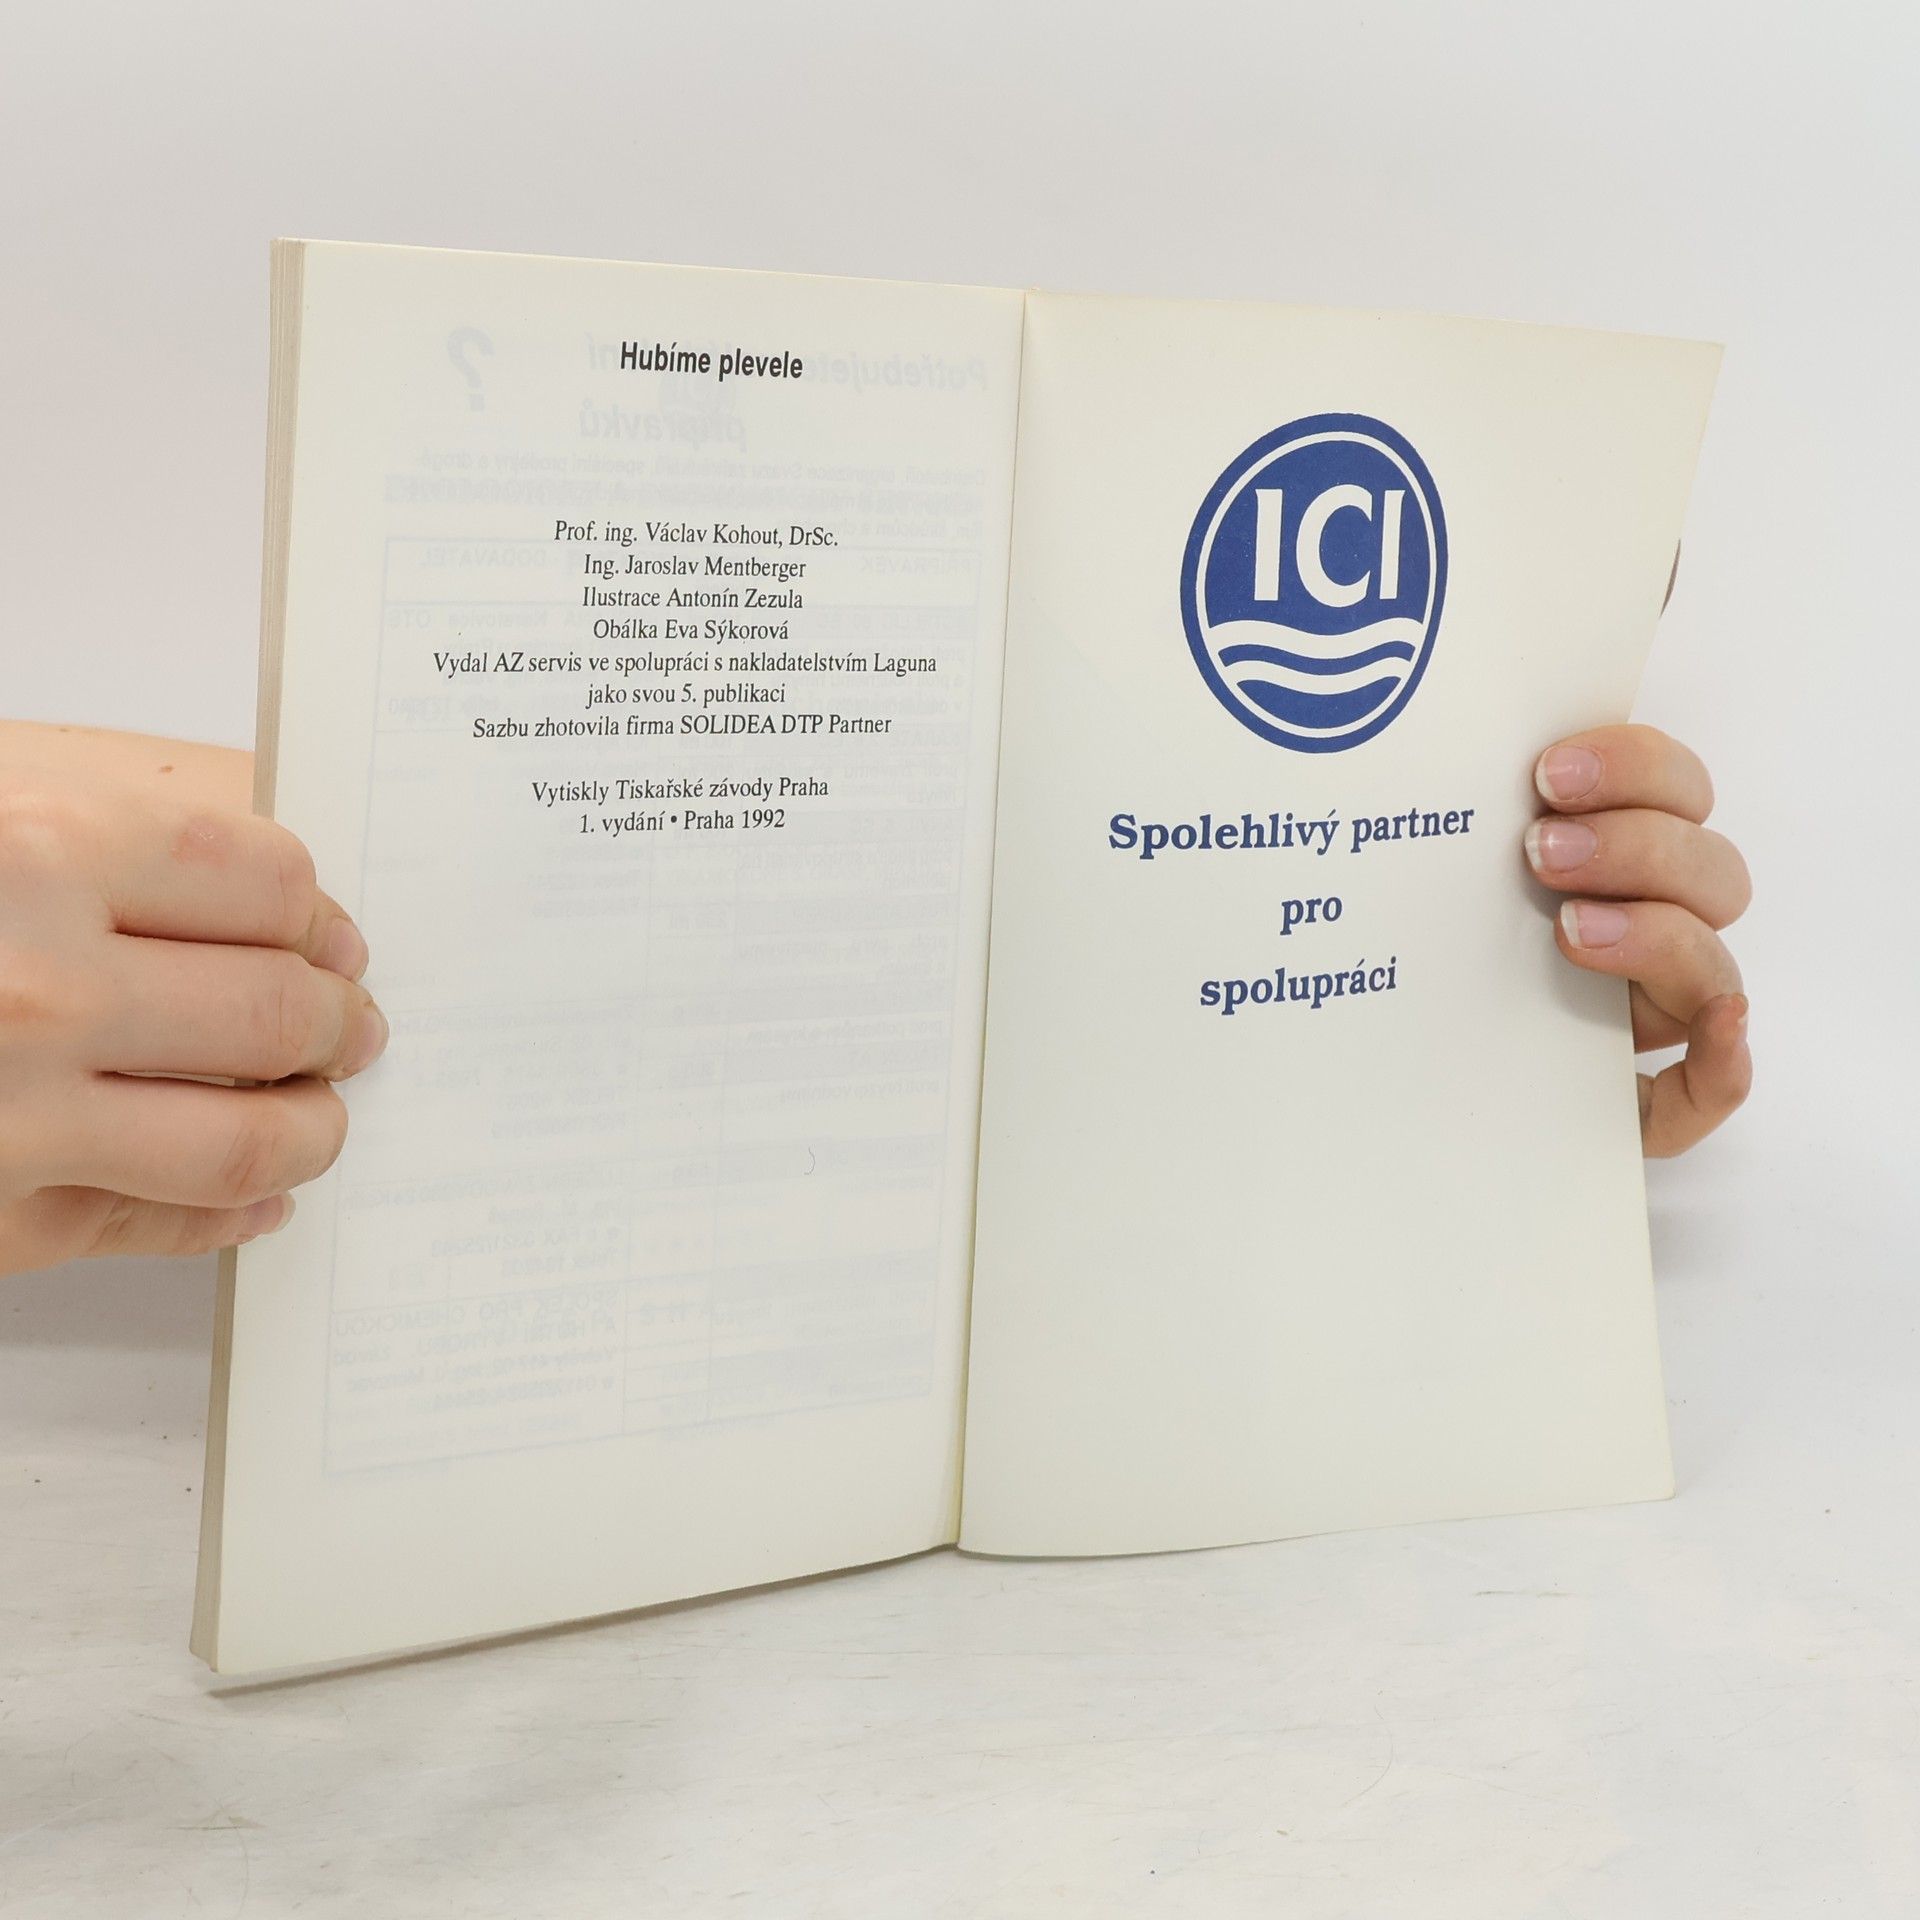 Hubíme plevele
Prof. ing. Václav Kohout, DrSc.
Ing. Jaroslav Mentberger
Ilustrace Antonín Zezula
Obálka Eva Sýkorová
Vydal AZ servis ve spolupráci s nakladatelstvím Laguna
jako svou 5. publikaci
Sazbu zhotovila firma SOLIDEA DTP Partner
Vytiskly Tiskařské závody Praha
1. vydání • Praha 1992
ICI
Spolehlivý partner
pro
spolupráci